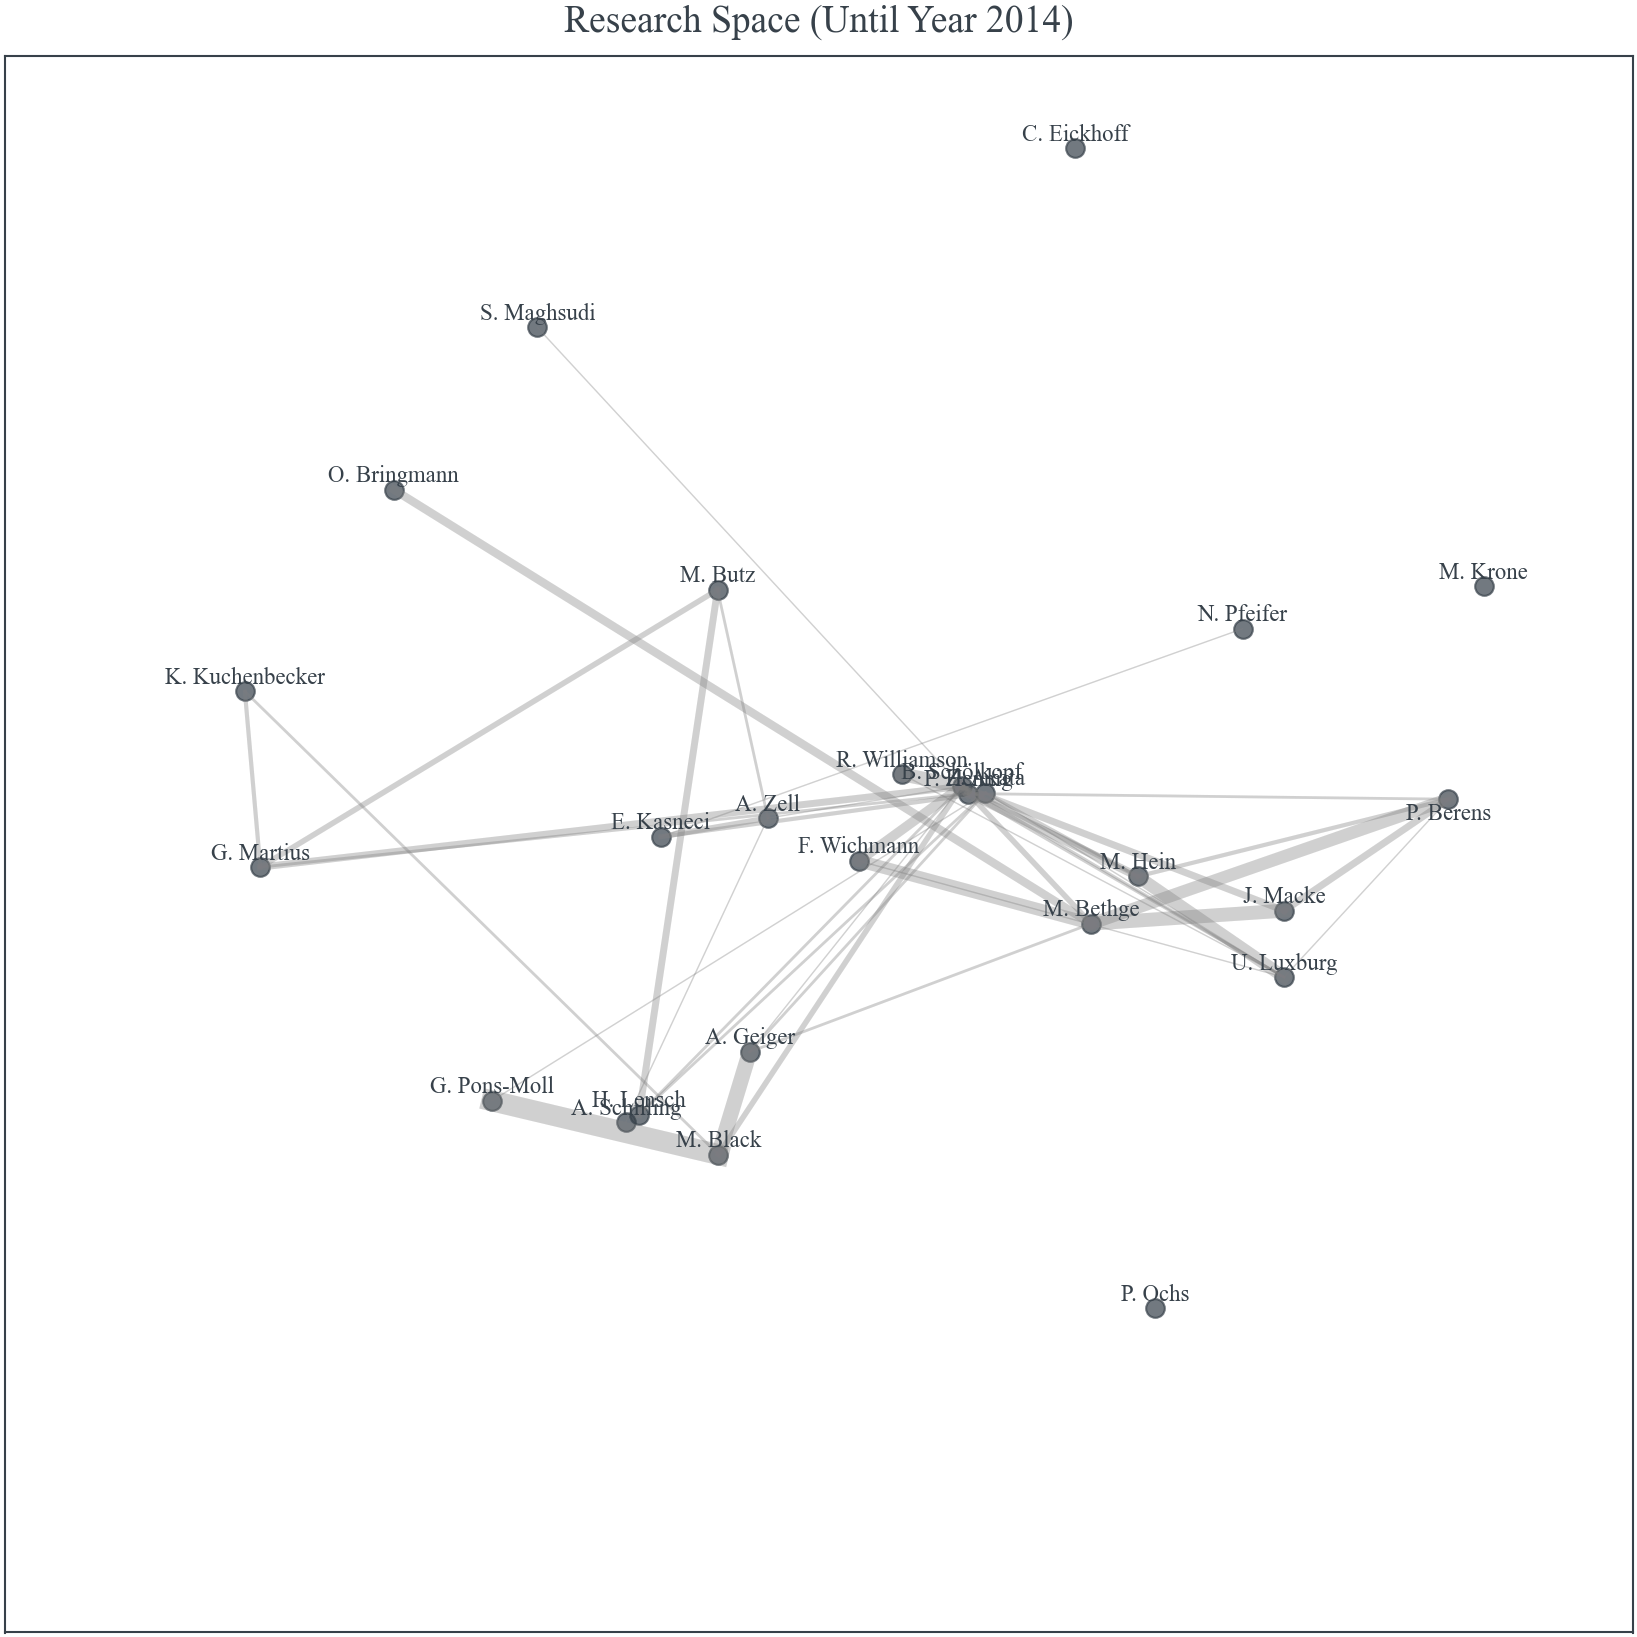 Research Space (Until Year 2014)
C. Eickhoff
S. Maghsudi
O. Bringmann
M. Butz
M. Krone
N. Pfeifer
K. Kuchenbecker
R. Williamson
B. Schölkopf
A. Zell
P. Berens
E. Kasneci
F. Wichmann
G. Martius
M. Hein
J. Macke
M. Bethge
U. Luxburg
A. Geiger
G. Pons-Moll
H. Lensch
A. Schilling
M. Black
P. Ochs